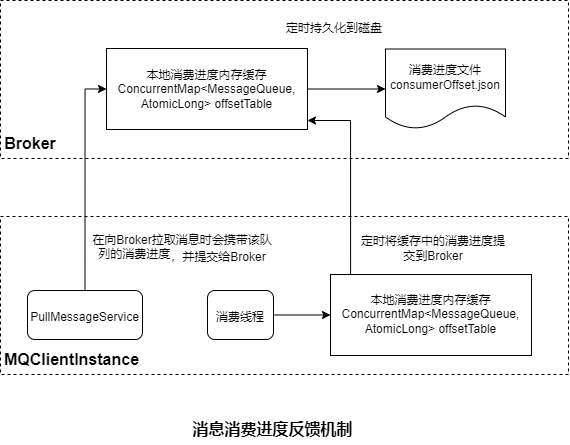 定时持久化到磁盘
本地消费进度内存缓存
ConcurrentMap<MessageQueue,
AtomicLong> offsetTable
消费进度文件
consumerOffset.json
Broker
在向Broker拉取消息时会携带该队
列的消费进度，并提交给Broker
定时将缓存中的消费进度提
交到Broker
PullMessageService
消费线程
本地消费进度内存缓存
ConcurrentMap<MessageQueue,
AtomicLong> offsetTable
MQClientInstance
消息消费进度反馈机制